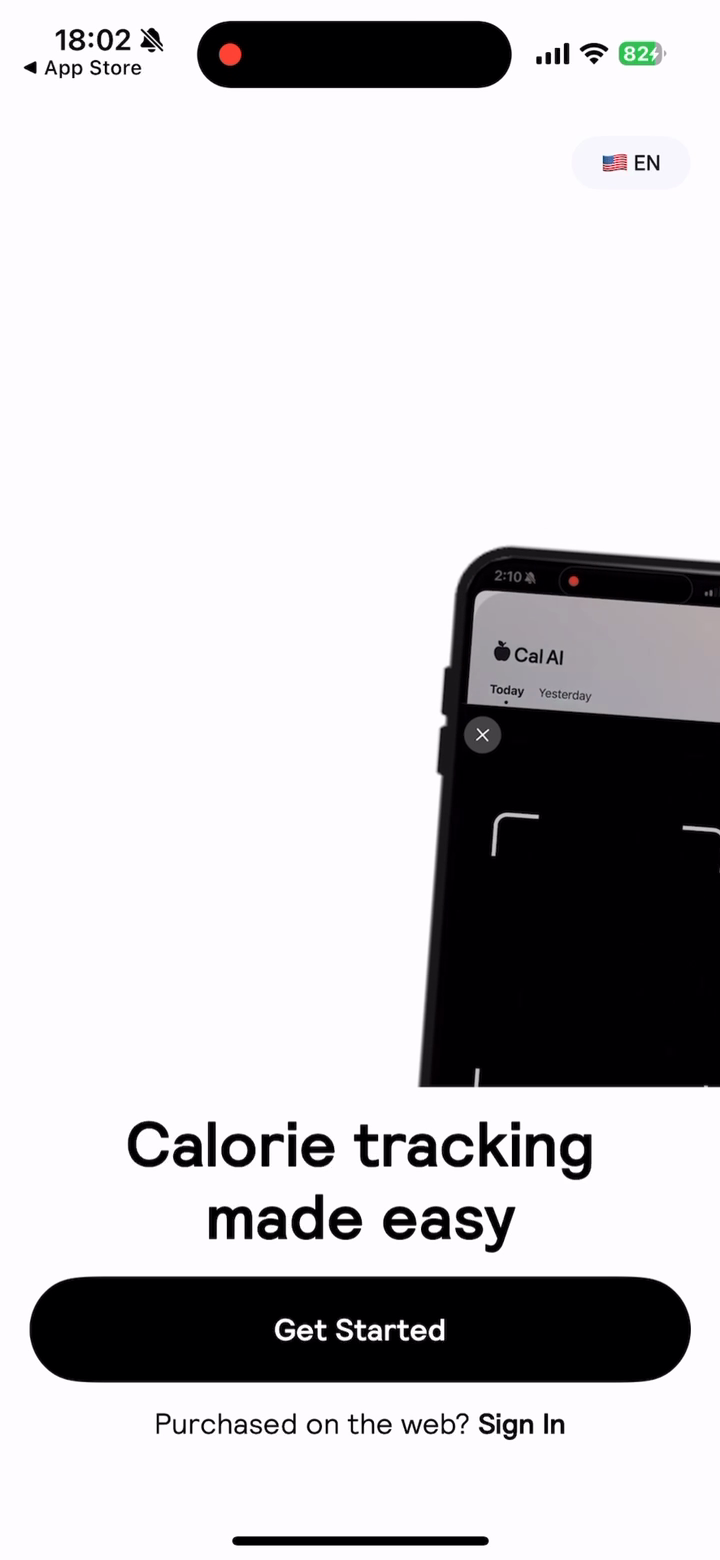 18:02
App Store
82
EN
2:10
Cal AI
Today Yesterday
Calorie tracking
made easy
Get Started
Purchased on the web? Sign In